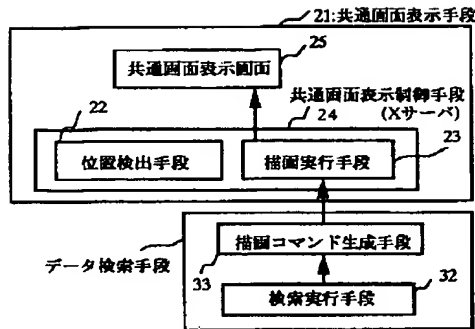 21:共通画面表示手段
25
共通画面表示画面
共通画面表示制御手段
(Xサーバ)
22
24
23
位置検出手段
描画実行手段
描画コマンド生成手段
データ検索手段
33
32
検索実行手段